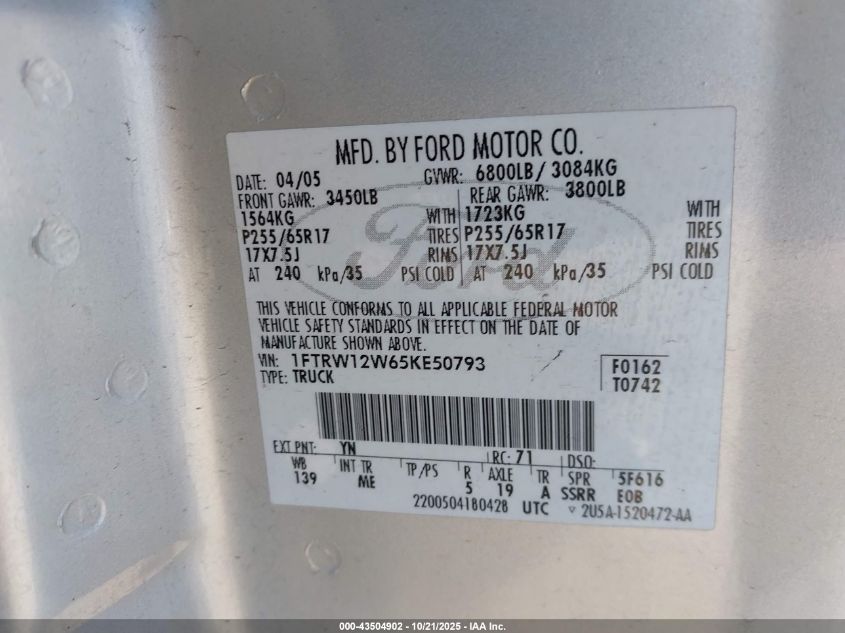 MFD. BY FORD MOTOR CO.
DATE: 04/05 GVWR: 6800LB / 3084KG
FRONT GAWR: 3450LB REAR GAWR: 3800LB
1564KG WITH 1723KG WITH
P255/65R17 TIRES P255/65R17 TIRES
17X7.5J RIMS 17X7.5J RIMS
AT 240 kPa/35 PSI COLD AT 240 kPa/35 PSI COLD
Ford
THIS VEHICLE CONFORMS TO ALL APPLICABLE FEDERAL MOTOR
VEHICLE SAFETY STANDARDS IN EFFECT ON THE DATE OF
MANUFACTURE SHOWN ABOVE.
VIN: 1FTRW12W65KE50793 F0162
TYPE: TRUCK T0742
EXT PNT: YN RC: 71 DSO:
WB INT TR TP/PS R AXLE TR SPR 5F616
139 ME 5 19 A SSRR EOB
2200504180428 UTC ▽ 2U5A-1520472-AA
000-43504902 - 10/21/2025 - IAA Inc.